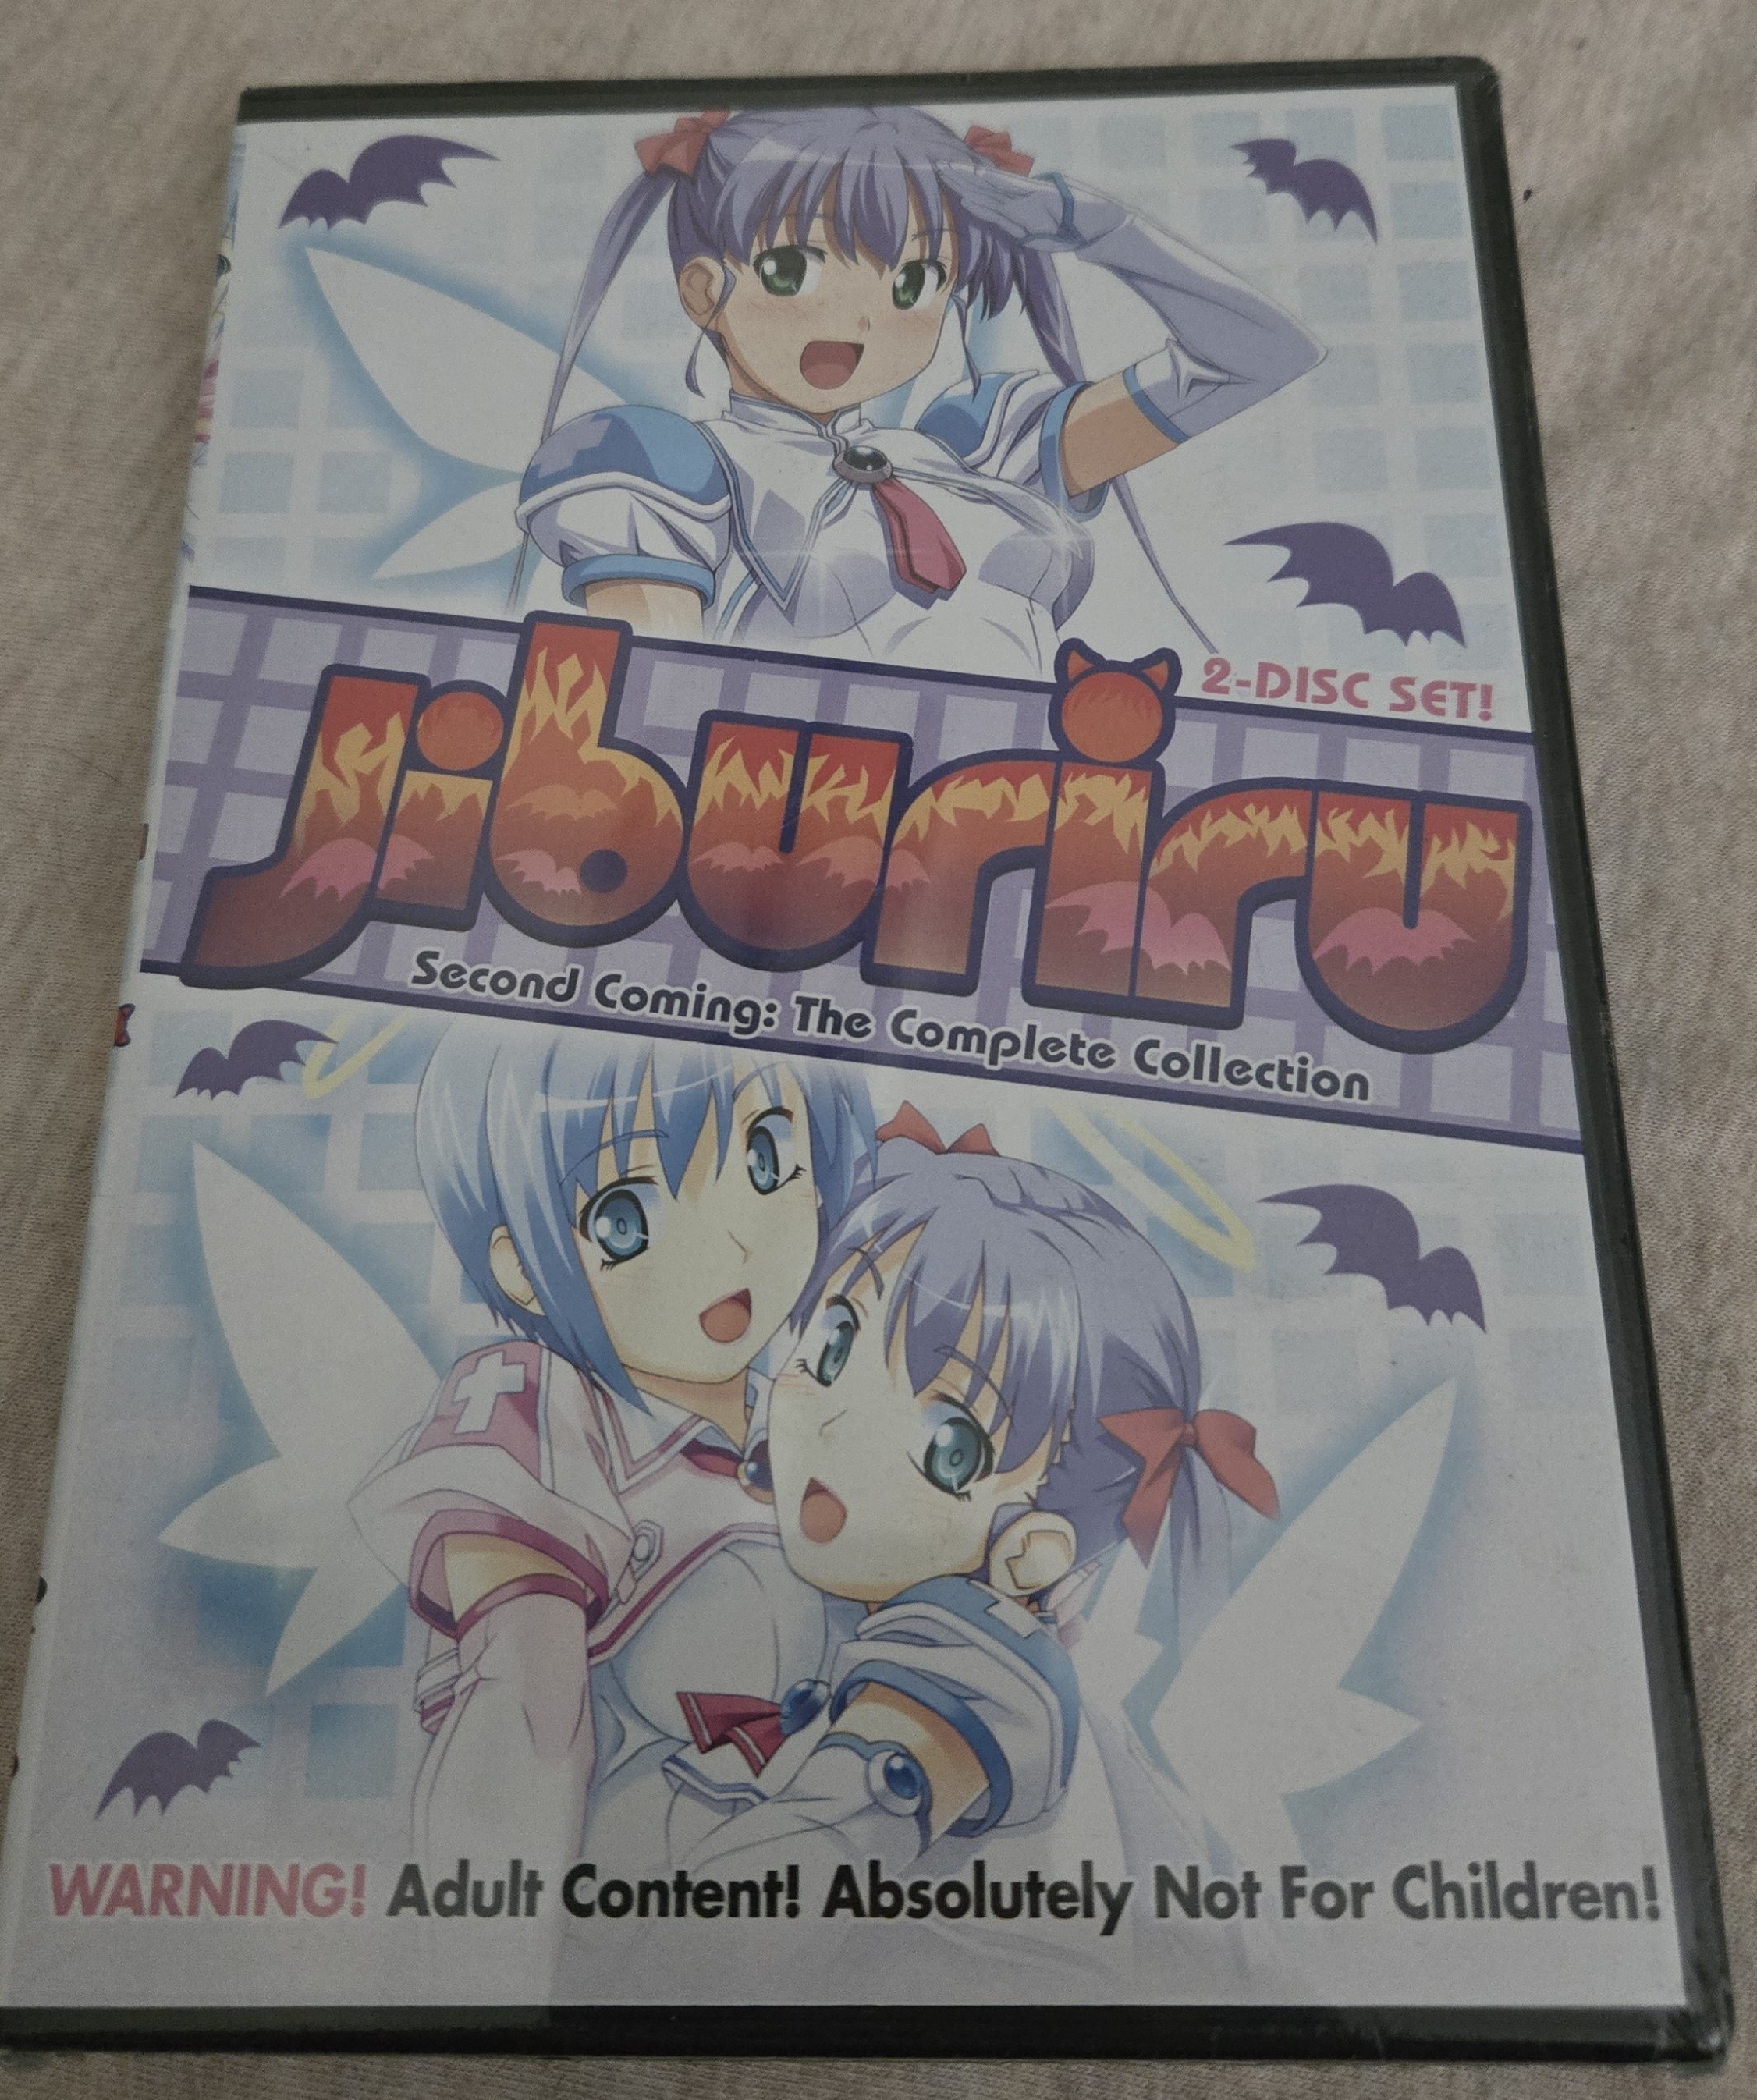 2-DISC SET!
Jiburiru
Second Coming: The Complete Collection
WARNING! Adult Content! Absolutely Not For Children!